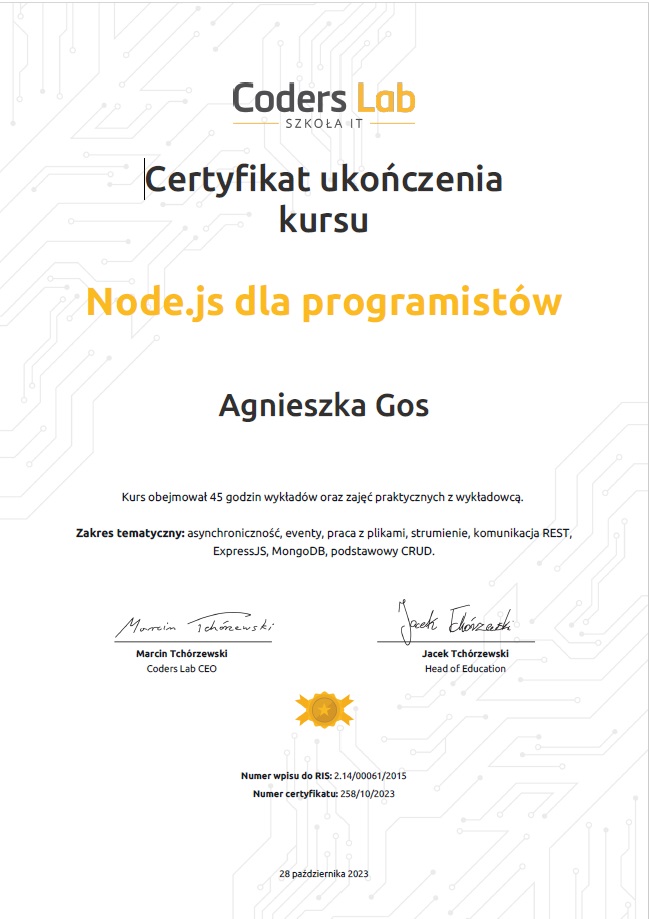 Coders Lab
SZKOŁA IT
Certyfikat ukończenia
kursu
Node.js dla programistów
Agnieszka Gos
Kurs obejmował 45 godzin wykładów oraz zajęć praktycznych z wykładowcą.
Zakres tematyczny: asynchroniczność, eventy, praca z plikami, strumienie, komunikacja REST,
ExpressJS, MongoDB, podstawowy CRUD.
Marcin Tchórzewski Jacek Tchórzewski
Marcin Tchórzewski Jacek Tchórzewski
Coders Lab CEO Head of Education
Numer wpisu do RIS: 2.14/00061/2015
Numer certyfikatu: 258/10/2023
28 października 2023